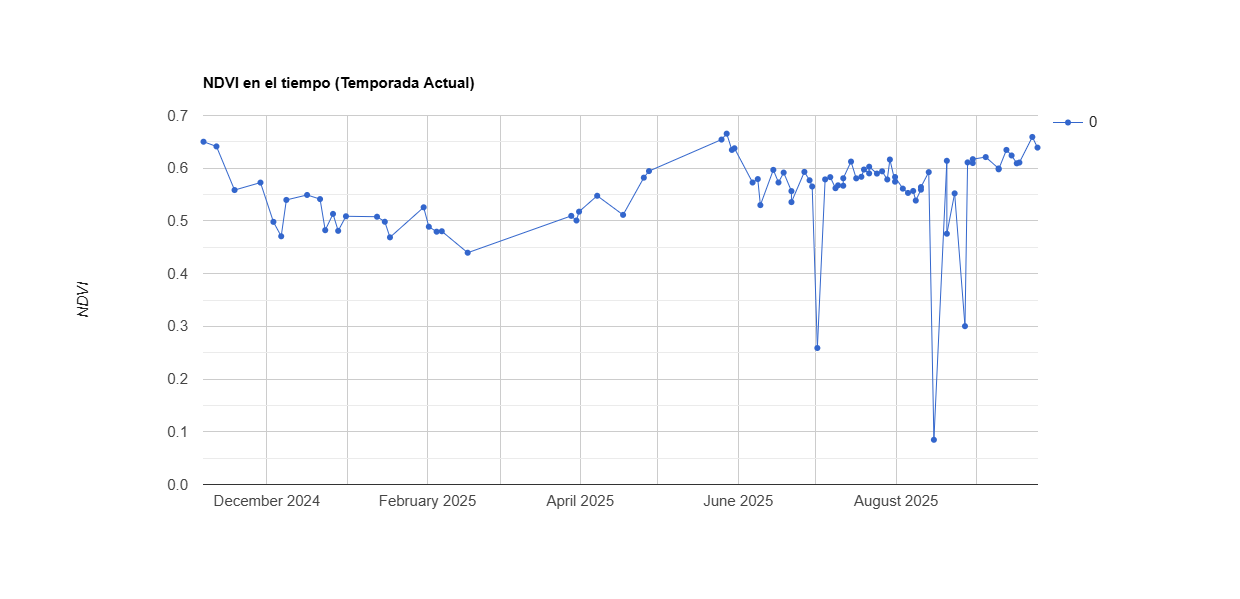 NDVI en el tiempo (Temporada Actual)
0
0.7
0.6
0.5
0.4
0.3
0.2
0.1
0.0
NDVI
December 2024
February 2025
April 2025
June 2025
August 2025